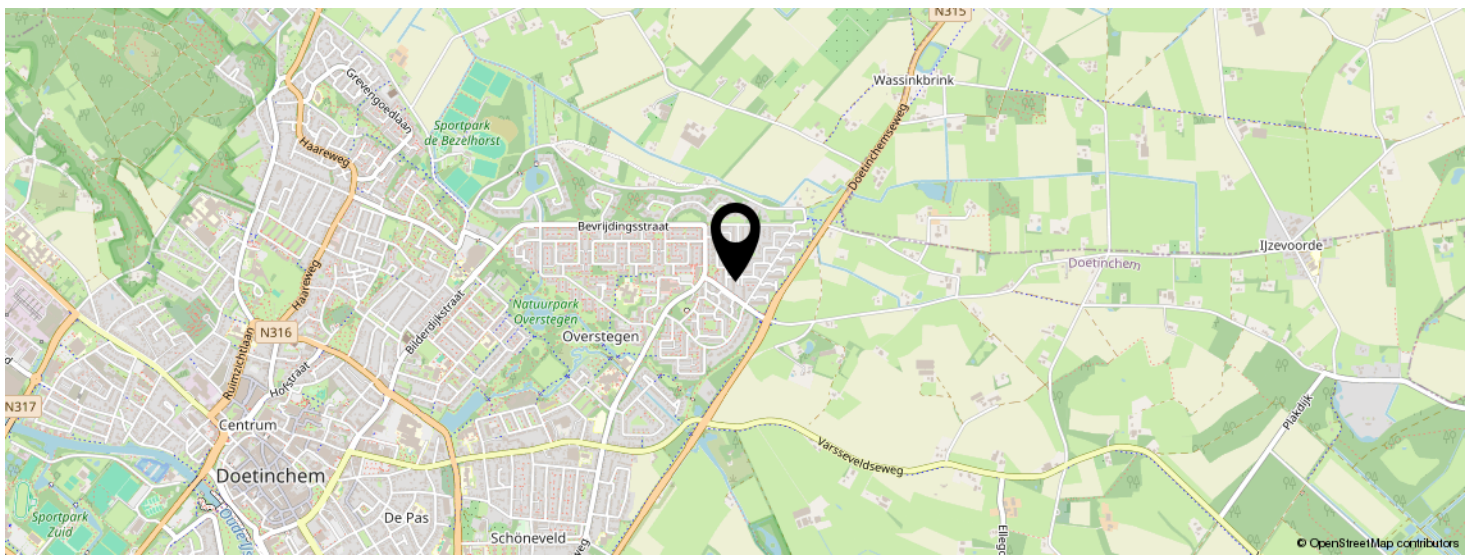 N315
Wassinkbrink
Grevengoedlaan
Sportpark
de Bezelhorst
Haareweg
Doetinchemseweg
Bevrijdingsstraat
IJzevoorde
Doetinchem
Haareweg
Natuurpark
Overstegen
Bilderdijkstraat
Overstegen
N316
Ruimzichtlaan
Hofstraat
N317
Centrum
Plakdijk
Varsseveldseweg
Doetinchem
De Pas
Sportpark
Zuid
Schöneveld
© OpenStreetMap contributors